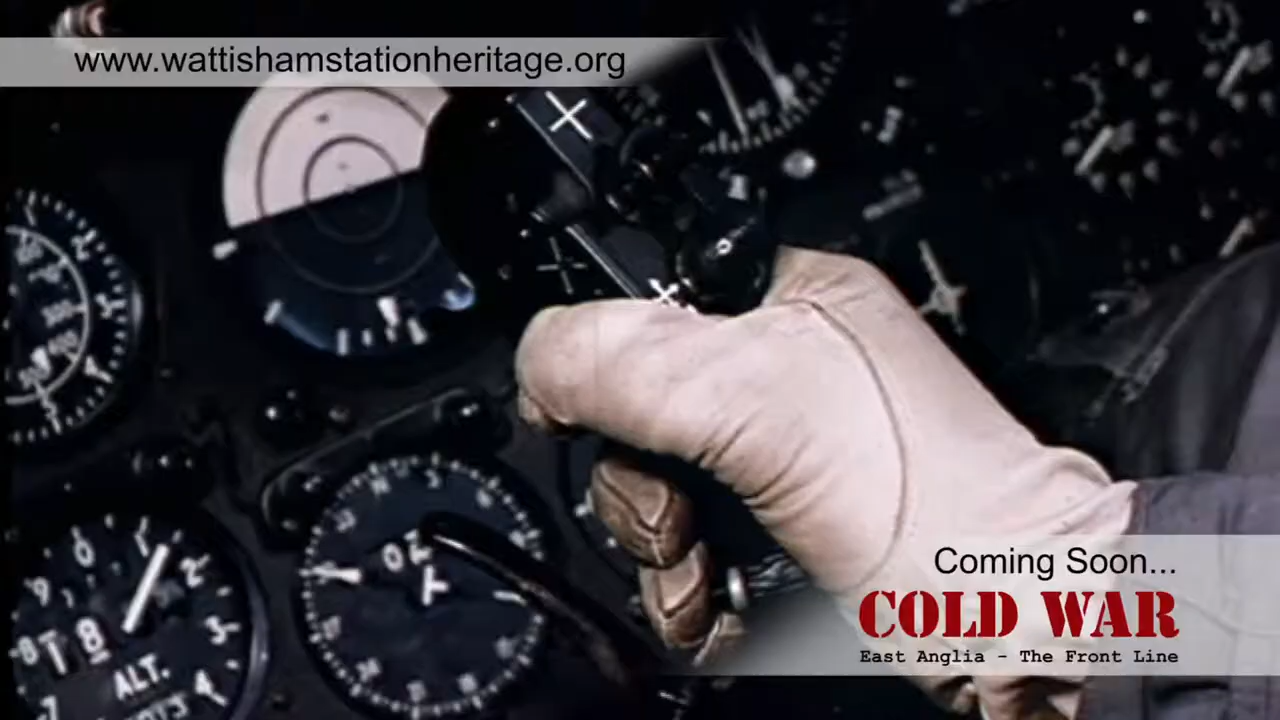 www.wattishamstationheritage.org
ALT.
Coming Soon...
COLD WAR
East Anglia - The Front Line